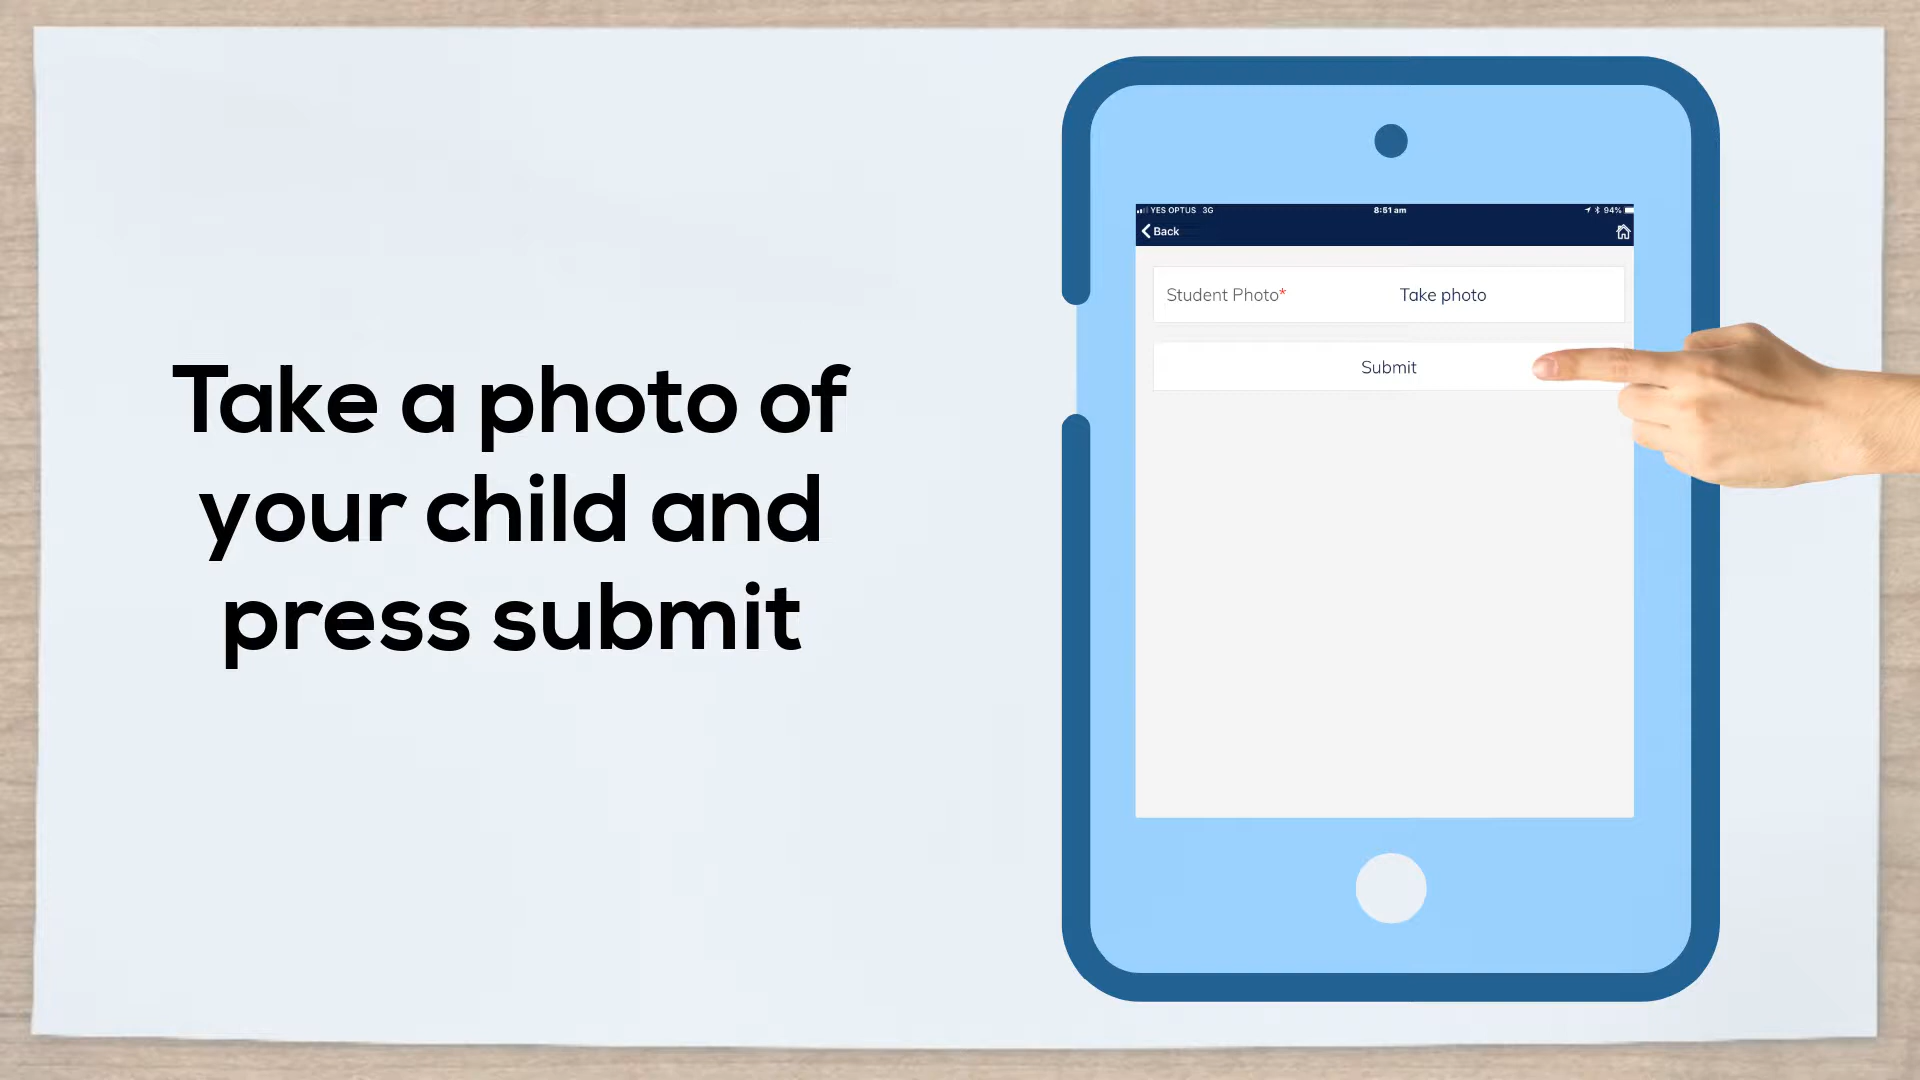 Take a photo of
your child and
press submit
YES OPTUS 3G 8:51 am 94%
Back
Student Photo* Take photo
Submit